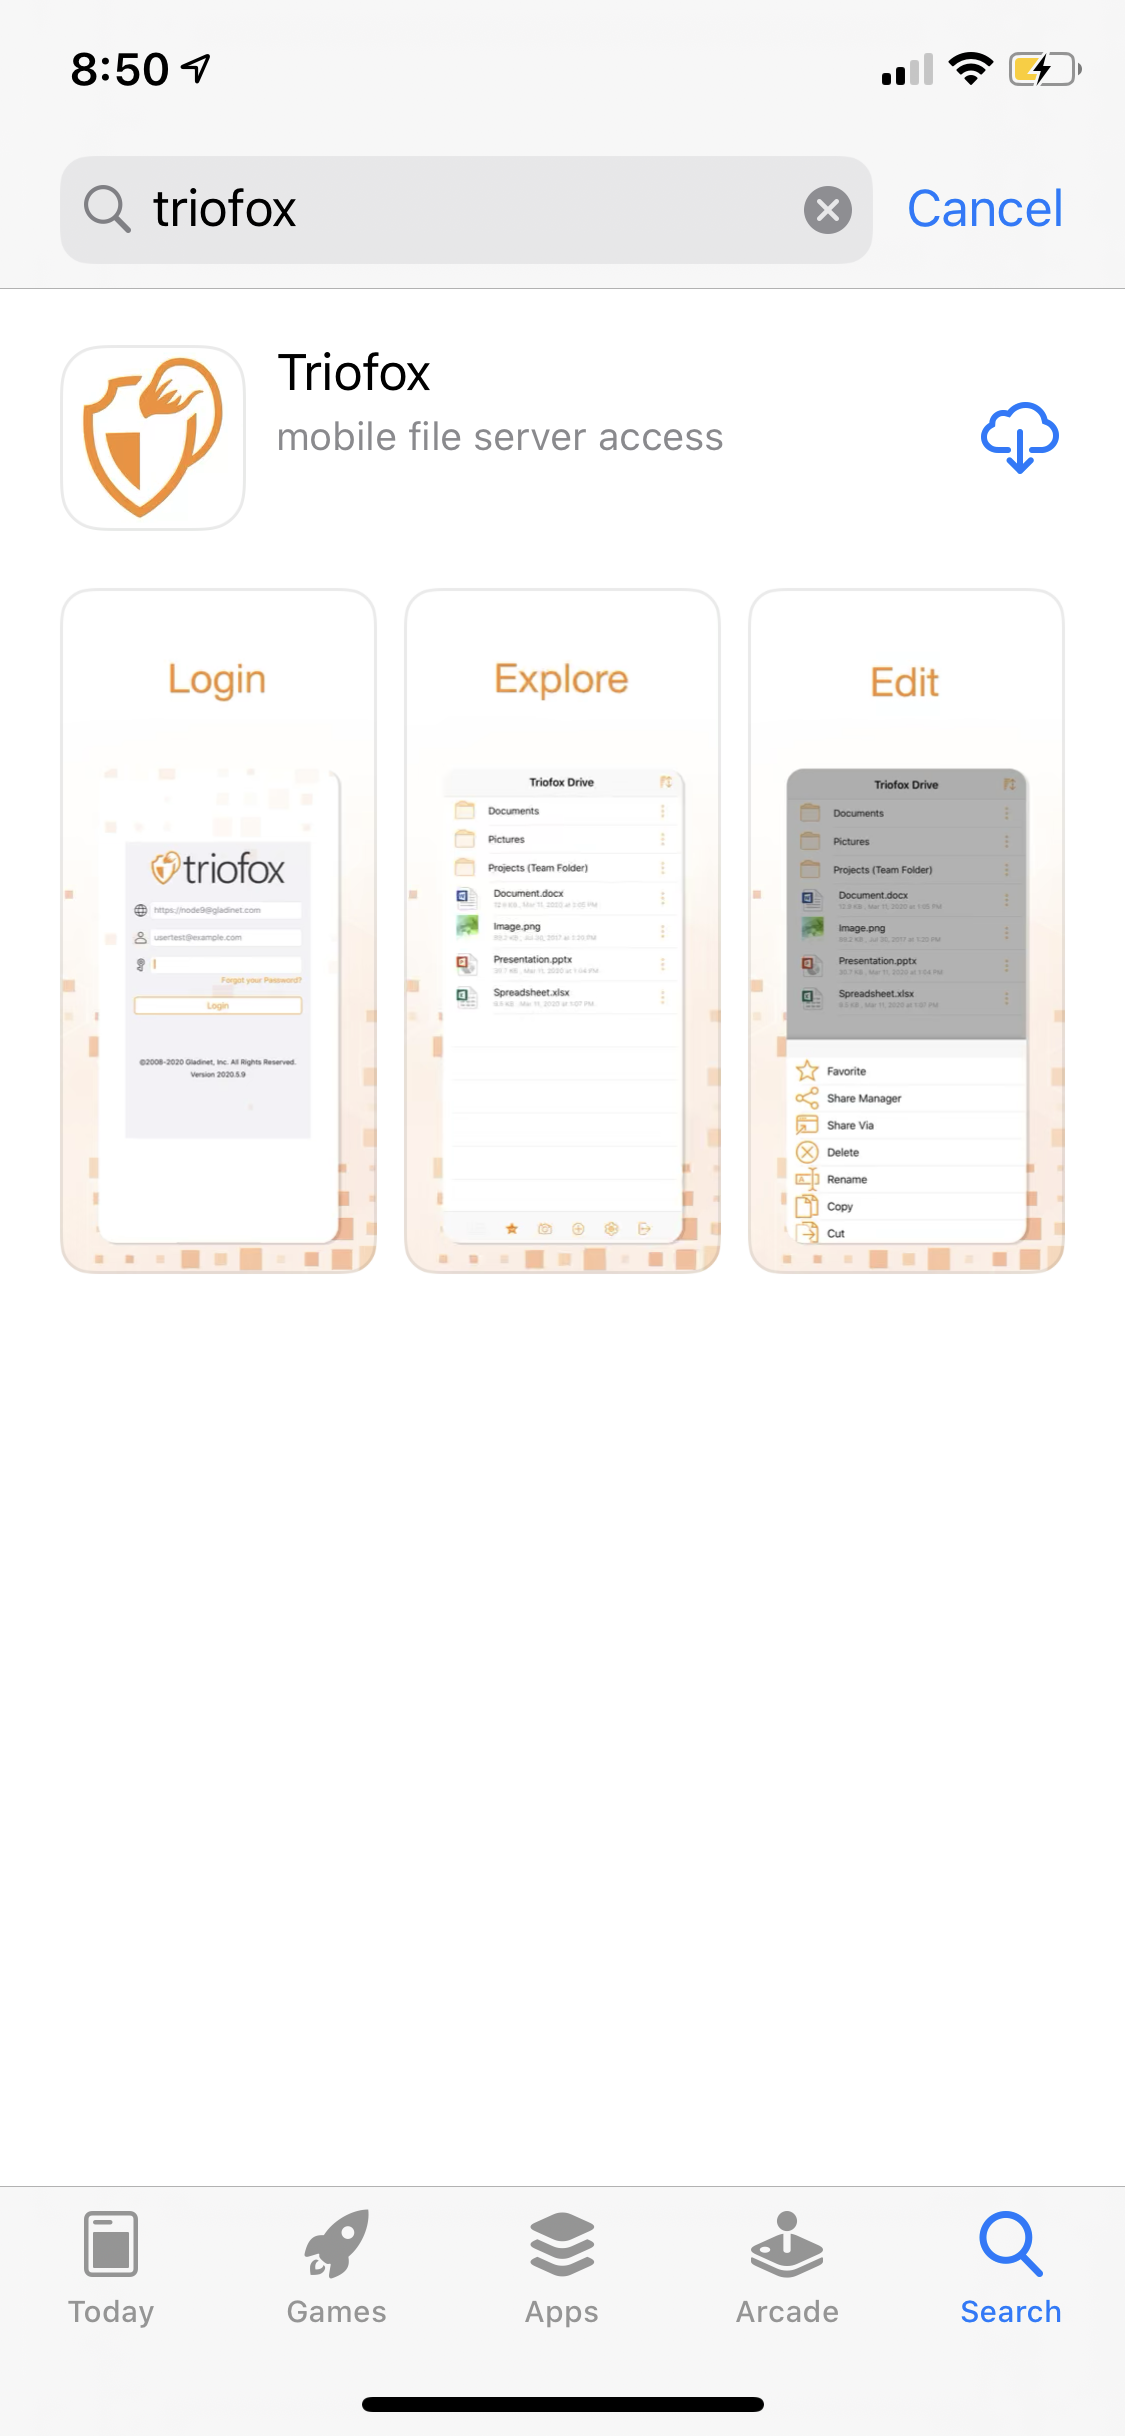 8:50
triofox
Cancel
Triofox
mobile file server access
Login
triofox
https://node9@gladinet.com
usertest@example.com
Forgot your Password?
Login
©2008-2020 Gladinet, Inc. All Rights Reserved.
Version 2020.5.9
Explore
Triofox Drive
Documents
Pictures
Projects (Team Folder)
Document.docx
Image.png
Presentation.pptx
Spreadsheet.xlsx
Edit
Triofox Drive
Documents
Pictures
Projects (Team Folder)
Document.docx
Image.png
Presentation.pptx
Spreadsheet.xlsx
Favorite
Share Manager
Share Via
Delete
Rename
Copy
Cut
Today
Games
Apps
Arcade
Search